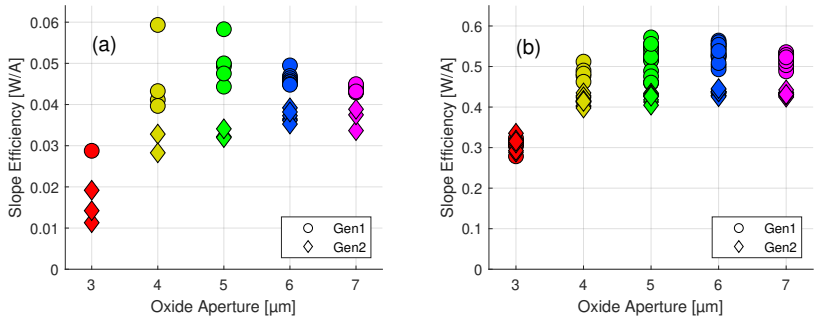 (a)
Slope Efficiency [W/A]
0.06
0.05
0.04
0.03
0.02
0.01
0
3 4 5 6 7
Oxide Aperture [µm]
Gen1
Gen2
(b)
Slope Efficiency [W/A]
0.6
0.5
0.4
0.3
0.2
0.1
0
3 4 5 6 7
Oxide Aperture [µm]
Gen1
Gen2